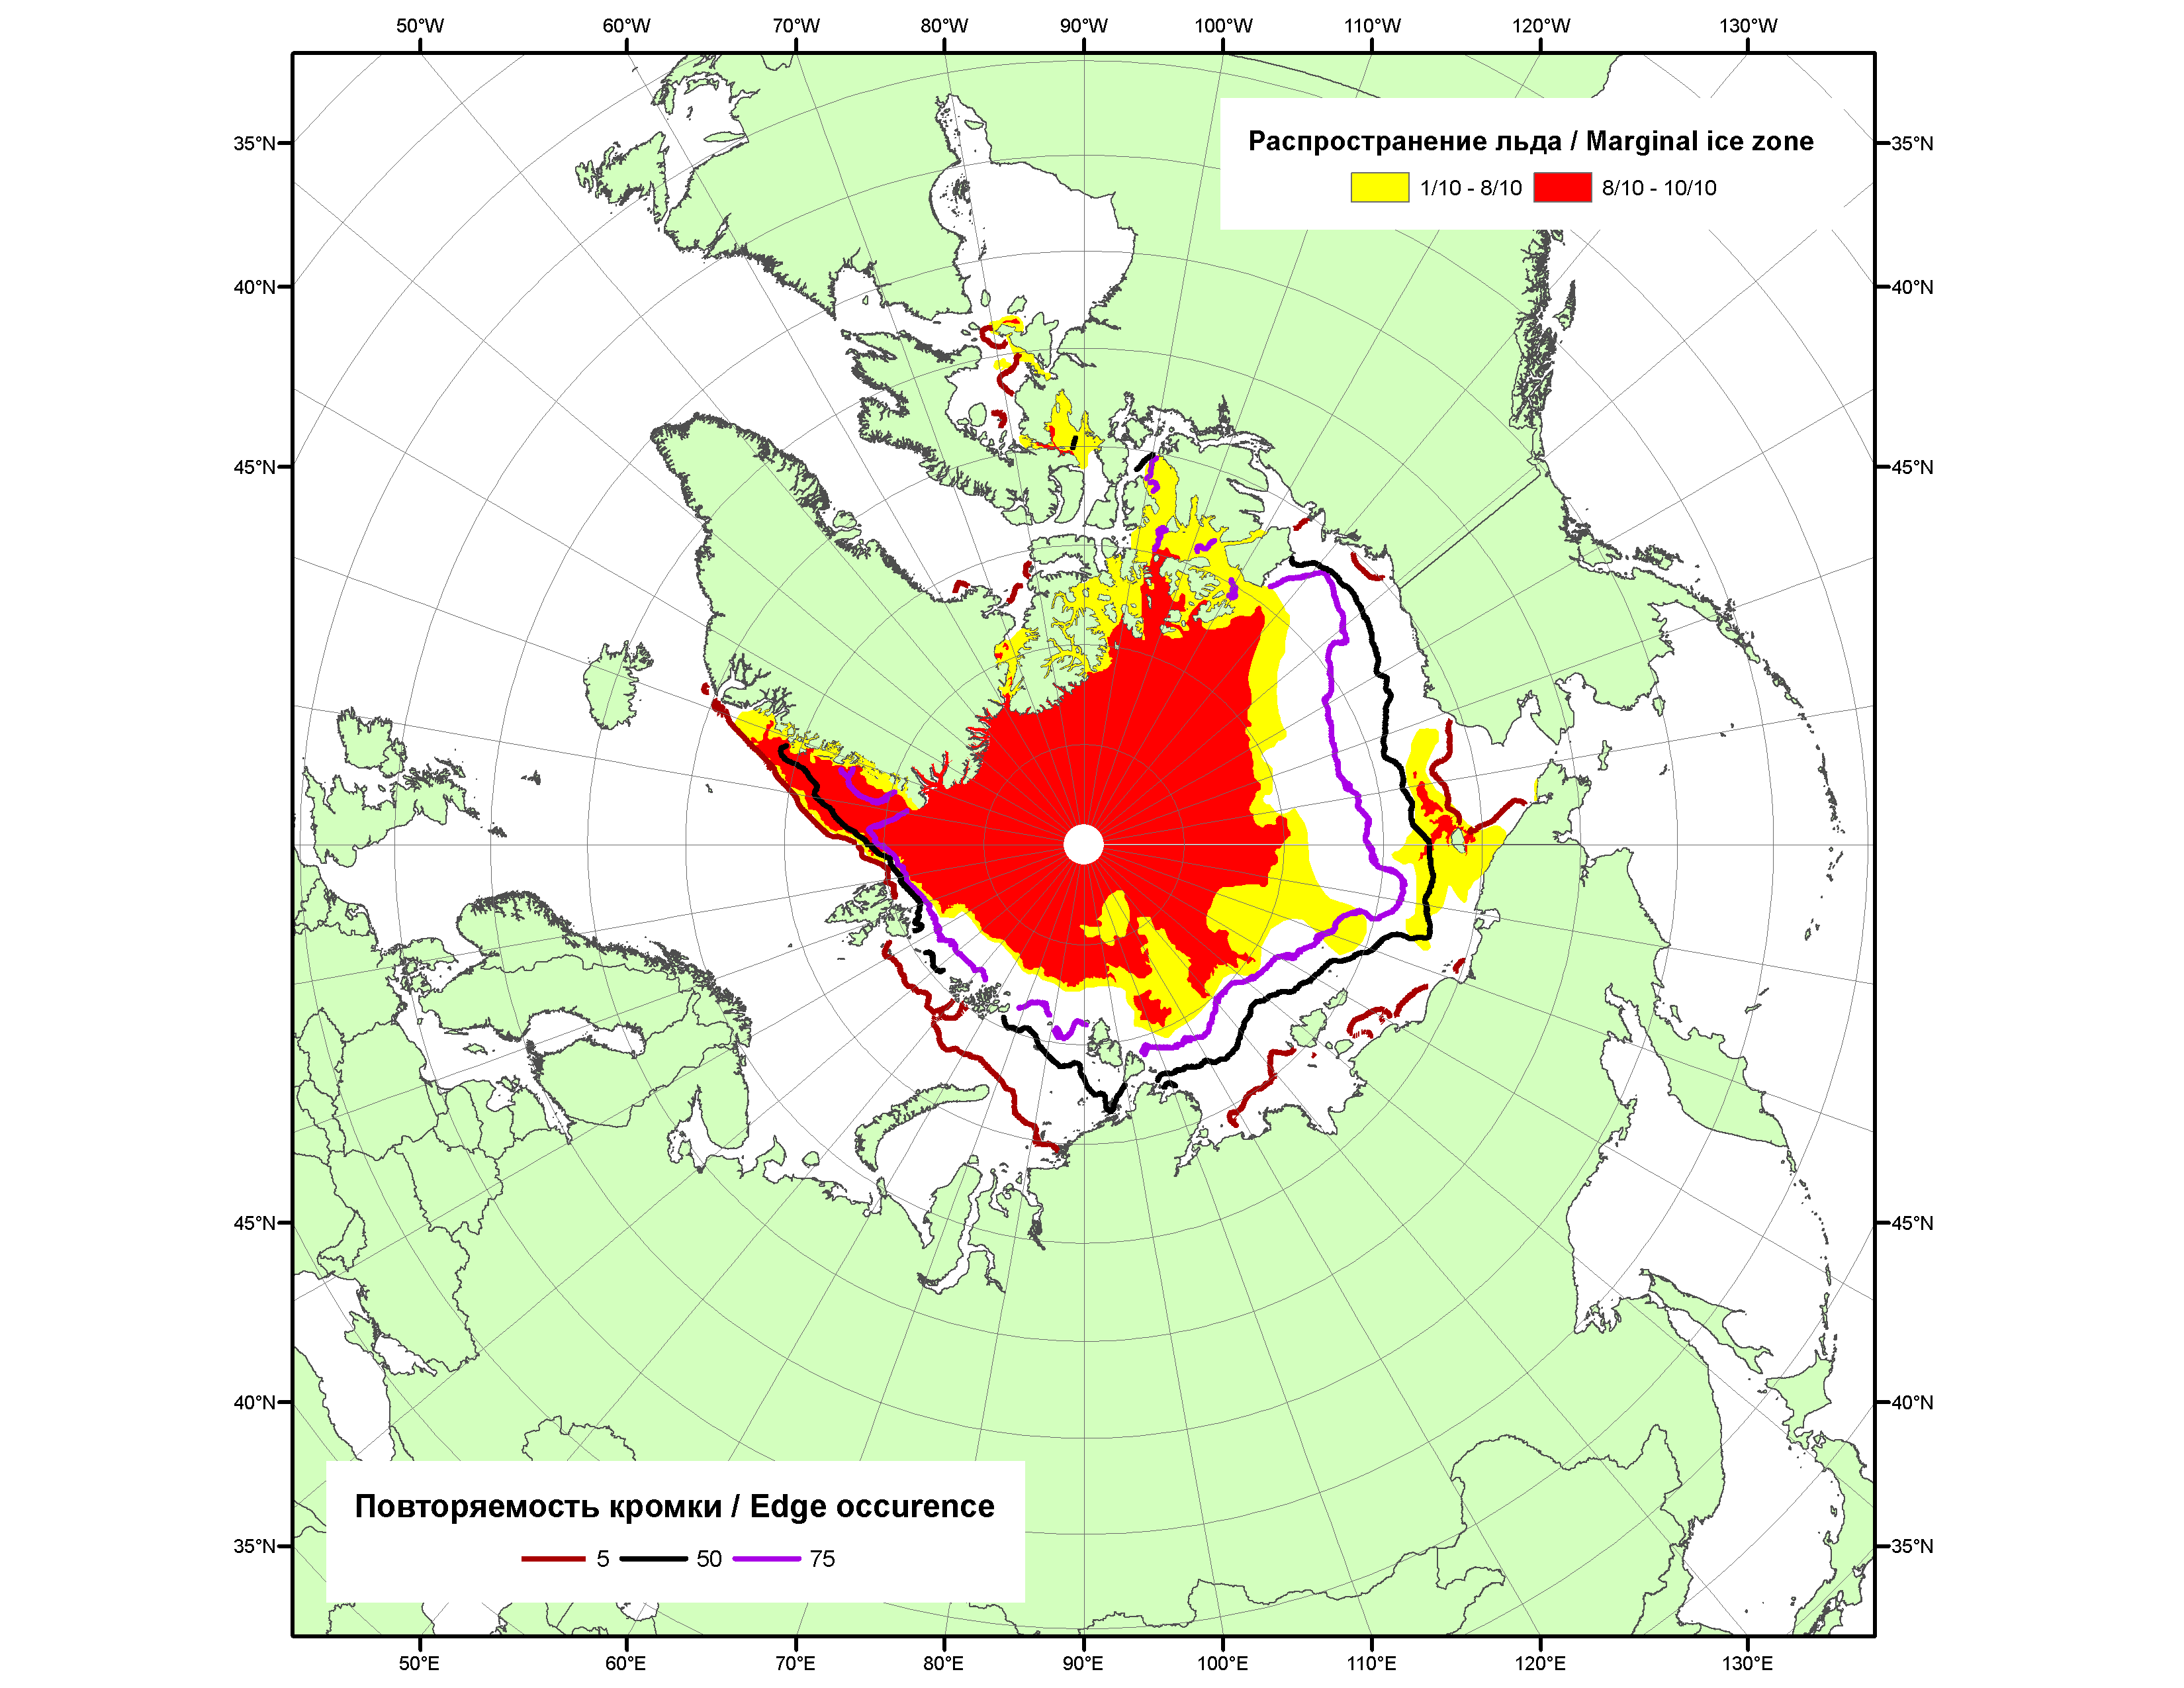 50°W 60°W 70°W 80°W 90°W 100°W 110°W 120°W 130°W
Распространение льда / Marginal ice zone
1/10 - 8/10 8/10 - 10/10
35°N 35°N
40°N 40°N
45°N 45°N
45°N 45°N
40°N 40°N
35°N 35°N
Повторяемость кромки / Edge occurence
5 50 75
50°E 60°E 70°E 80°E 90°E 100°E 110°E 120°E 130°E